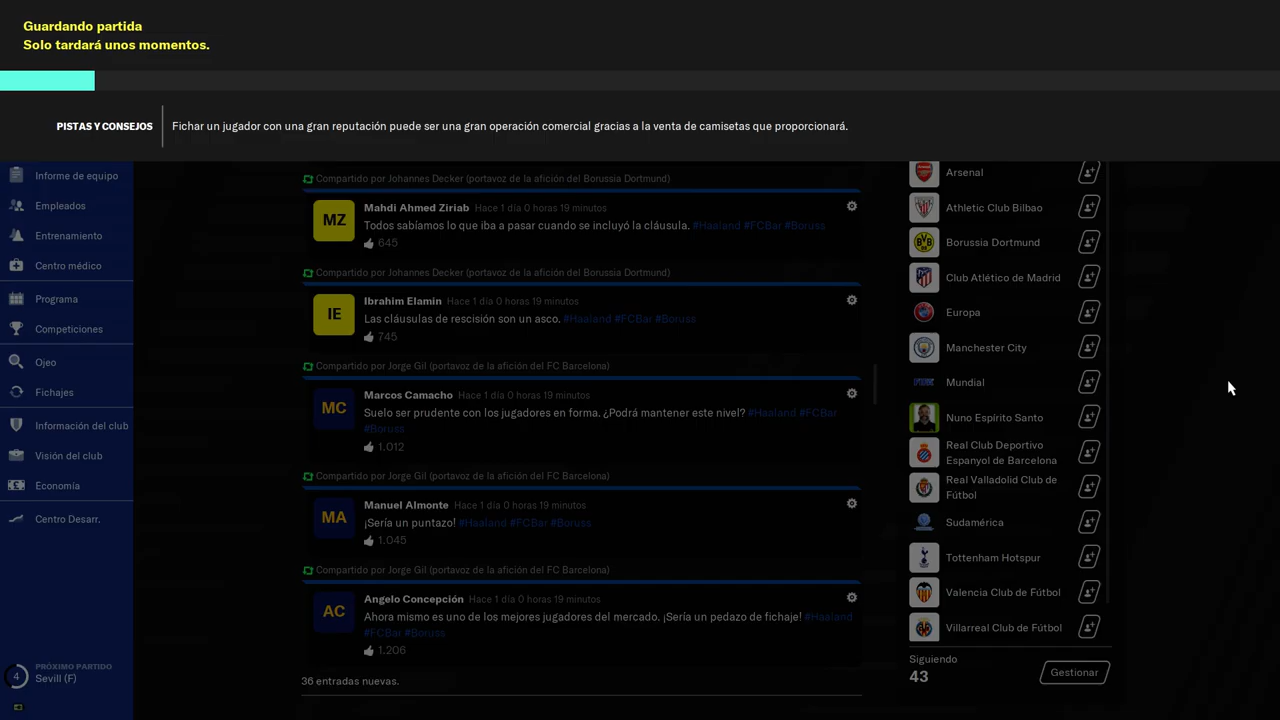 Guardando partida
Solo tardará unos momentos.
PISTAS Y CONSEJOS
Fichar un jugador con una gran reputación puede ser una gran operación comercial gracias a la venta de camisetas que proporcionará.
Informe de equipo
Empleados
Entrenamiento
Centro médico
Programa
Competiciones
Ojeo
Fichajes
Información del club
Visión del club
Economía
Centro Desarr.
4
PRÓXIMO PARTIDO
Sevill (F)
Compartido por Johannes Decker (portavoz de la afición del Borussia Dortmund)
MZ
Mahdi Ahmed Ziriab Hace 1 día 0 horas 19 minutos
Todos sabíamos lo que iba a pasar cuando se incluyó la cláusula. #Haaland #FCBar #Boruss
645
Compartido por Johannes Decker (portavoz de la afición del Borussia Dortmund)
IE
Ibrahim Elamin Hace 1 día 0 horas 19 minutos
Las cláusulas de rescisión son un asco. #Haaland #FCBar #Boruss
745
Compartido por Jorge Gil (portavoz de la afición del FC Barcelona)
MC
Marcos Camacho Hace 1 día 0 horas 19 minutos
Suelo ser prudente con los jugadores en forma. ¿Podrá mantener este nivel? #Haaland #FCBar
#Boruss
1.012
Compartido por Jorge Gil (portavoz de la afición del FC Barcelona)
MA
Manuel Almonte Hace 1 día 0 horas 19 minutos
¡Sería un puntazo! #Haaland #FCBar #Boruss
1.045
Compartido por Jorge Gil (portavoz de la afición del FC Barcelona)
AC
Angelo Concepción Hace 1 día 0 horas 19 minutos
Ahora mismo es uno de los mejores jugadores del mercado. ¡Sería un pedazo de fichaje! #Haaland
#FCBar #Boruss
1.206
36 entradas nuevas.
Arsenal
Athletic Club Bilbao
Borussia Dortmund
Club Atlético de Madrid
Europa
Manchester City
Mundial
Nuno Espírito Santo
Real Club Deportivo
Espanyol de Barcelona
Real Valladolid Club de
Fútbol
Sudamérica
Tottenham Hotspur
Valencia Club de Fútbol
Villarreal Club de Fútbol
Siguiendo
43
Gestionar